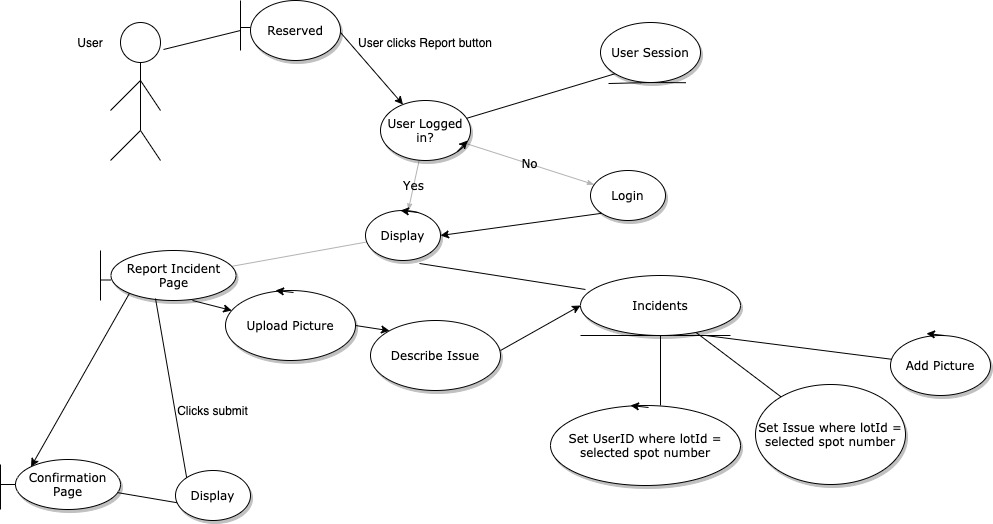 User
Reserved
User clicks Report button
User Session
User Logged
in?
No
Yes
Login
Display
Report Incident
Page
Upload Picture
Describe Issue
Incidents
Add Picture
Clicks submit
Set UserID where lotId =
selected spot number
Set Issue where lotId =
selected spot number
Confirmation
Page
Display